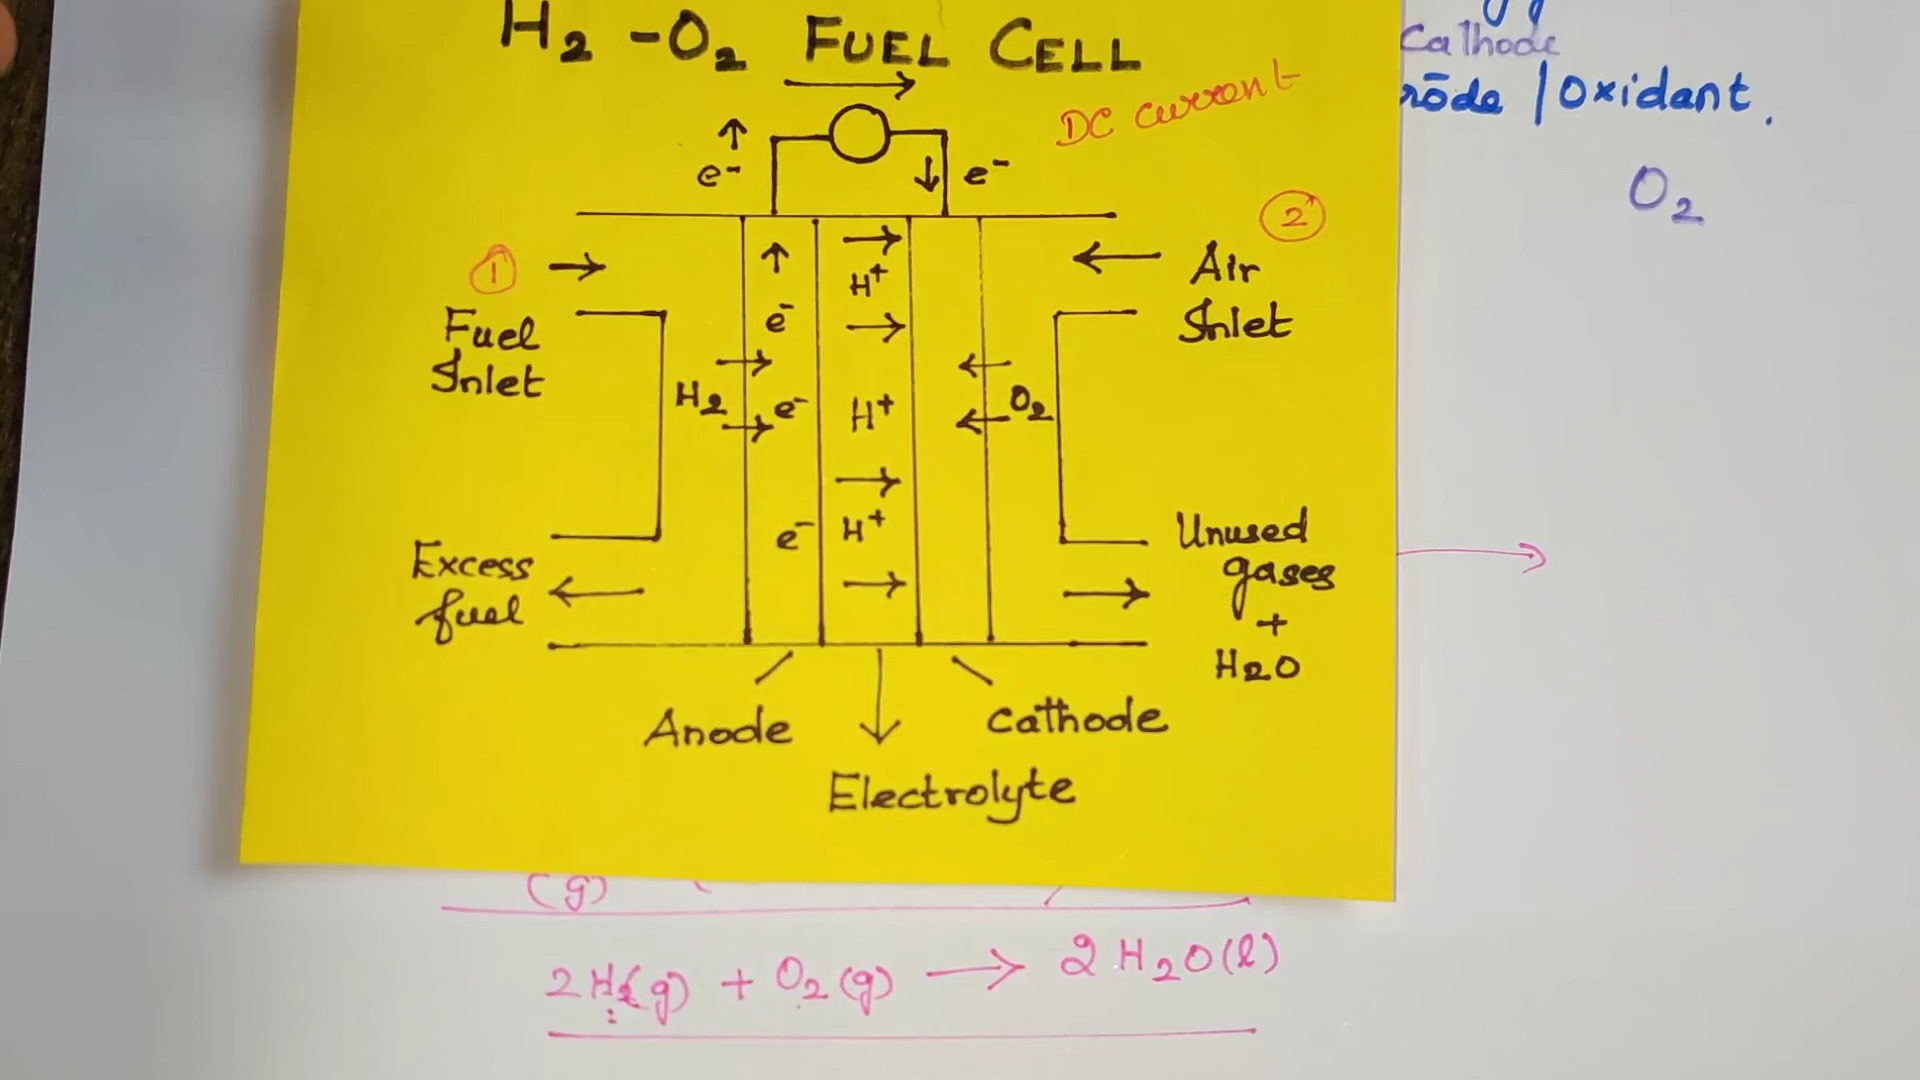 H2 - O2 FUEL CELL
DC current
e-
e-
1
Fuel
Inlet
2
Air
Inlet
e-
H+
H2
e-
H+
O2
e-
H+
Excess
fuel
Unused
gases
+
H2O
Anode
Cathode
Electrolyte
Cathode
rode / Oxidant.
O2
(g)
2H2(g) + O2(g) → 2H2O(l)